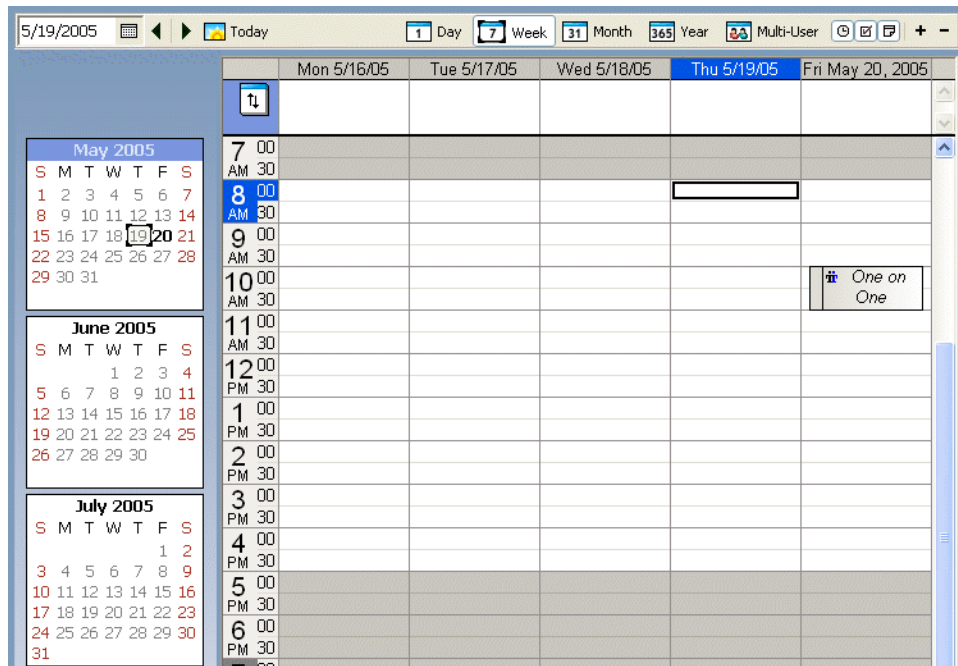 5/19/2005 Today 1 Day 7 Week 31 Month 365 Year Multi-User + -
Mon 5/16/05 Tue 5/17/05 Wed 5/18/05 Thu 5/19/05 Fri May 20, 2005
May 2005
S M T W T F S
1 2 3 4 5 6 7
8 9 10 11 12 13 14
15 16 17 18 19 20 21
22 23 24 25 26 27 28
29 30 31
June 2005
S M T W T F S
1 2 3 4
5 6 7 8 9 10 11
12 13 14 15 16 17 18
19 20 21 22 23 24 25
26 27 28 29 30
July 2005
S M T W T F S
1 2
3 4 5 6 7 8 9
10 11 12 13 14 15 16
17 18 19 20 21 22 23
24 25 26 27 28 29 30
31
7 00
AM 30
8 00
AM 30
9 00
AM 30
10 00
AM 30
11 00
AM 30
12 00
PM 30
1 00
PM 30
2 00
PM 30
3 00
PM 30
4 00
PM 30
5 00
PM 30
6 00
PM 30
One on
One